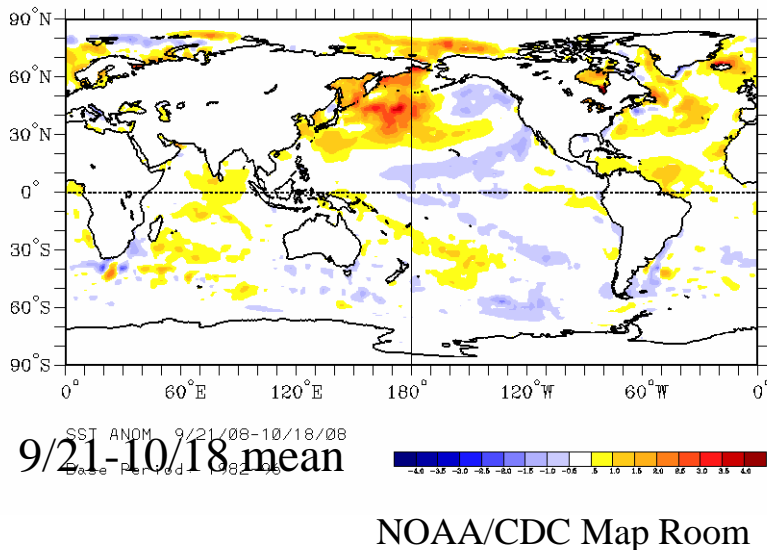 90°N
60°N
30°N
0°
30°S
60°S
90°S
0° 60°E 120°E 180° 120°W 60°W 0°
SST ANOM 9/21/08-10/18/08
9/21-10/18 mean
Base Period: 1982-96
-4.0 -3.5 -3.0 -2.5 -2.0 -1.5 -1.0 -0.5 .5 1.0 1.5 2.0 2.5 3.0 3.5 4.0
NOAA/CDC Map Room